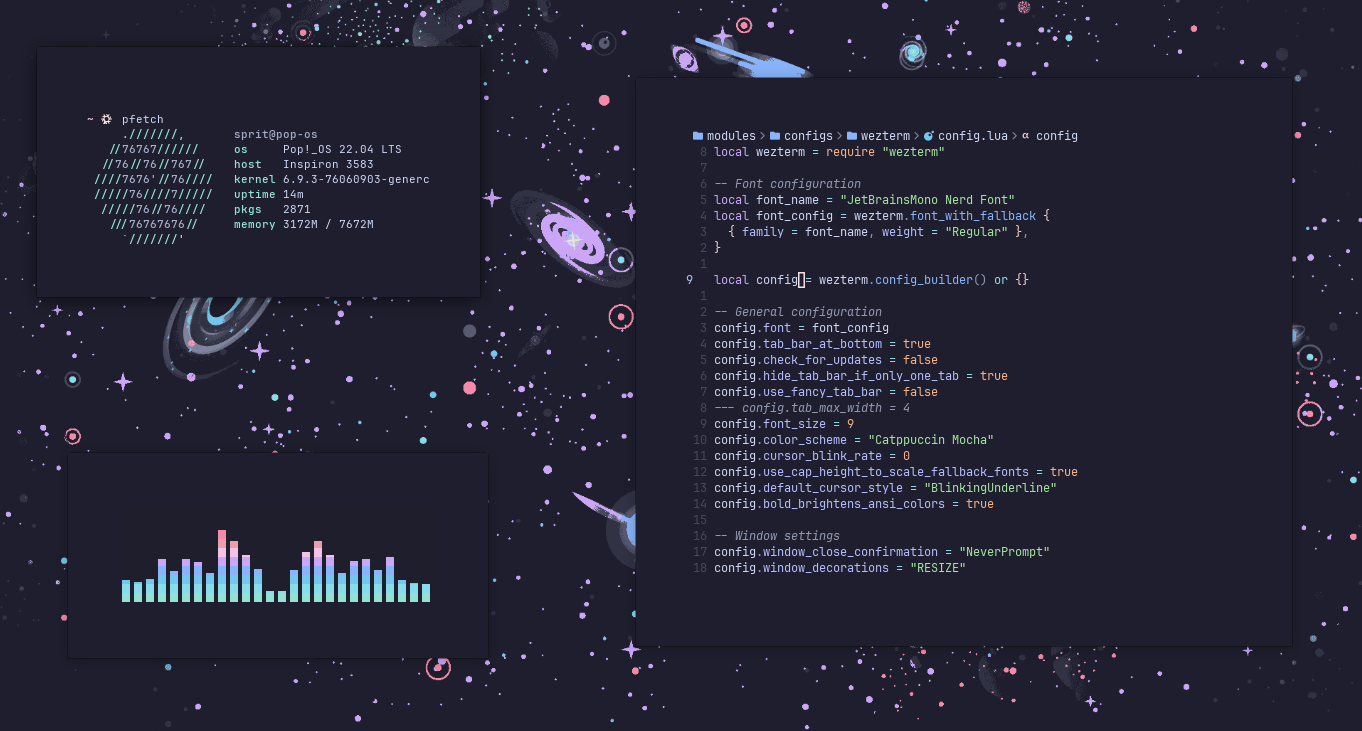 ~ pfetch
.///////, sprit@pop-os
//76767////// os Pop!_OS 22.04 LTS
//76//76//767// host Inspiron 3583
////7676'//76//// kernel 6.9.3-76060903-generc
/////76////7///// uptime 14m
/////76//76//// pkgs 2871
///76767676// memory 3172M / 7672M
`///////'
modules > configs > wezterm > config.lua > α config
8 local wezterm = require "wezterm"
7
6 -- Font configuration
5 local font_name = "JetBrainsMono Nerd Font"
4 local font_config = wezterm.font_with_fallback {
3 { family = font_name, weight = "Regular" },
2 }
1
9 local config = wezterm.config_builder() or {}
1
2 -- General configuration
3 config.font = font_config
4 config.tab_bar_at_bottom = true
5 config.check_for_updates = false
6 config.hide_tab_bar_if_only_one_tab = true
7 config.use_fancy_tab_bar = false
8 --- config.tab_max_width = 4
9 config.font_size = 9
10 config.color_scheme = "Catppuccin Mocha"
11 config.cursor_blink_rate = 0
12 config.use_cap_height_to_scale_fallback_fonts = true
13 config.default_cursor_style = "BlinkingUnderline"
14 config.bold_brightens_ansi_colors = true
15
16 -- Window settings
17 config.window_close_confirmation = "NeverPrompt"
18 config.window_decorations = "RESIZE"